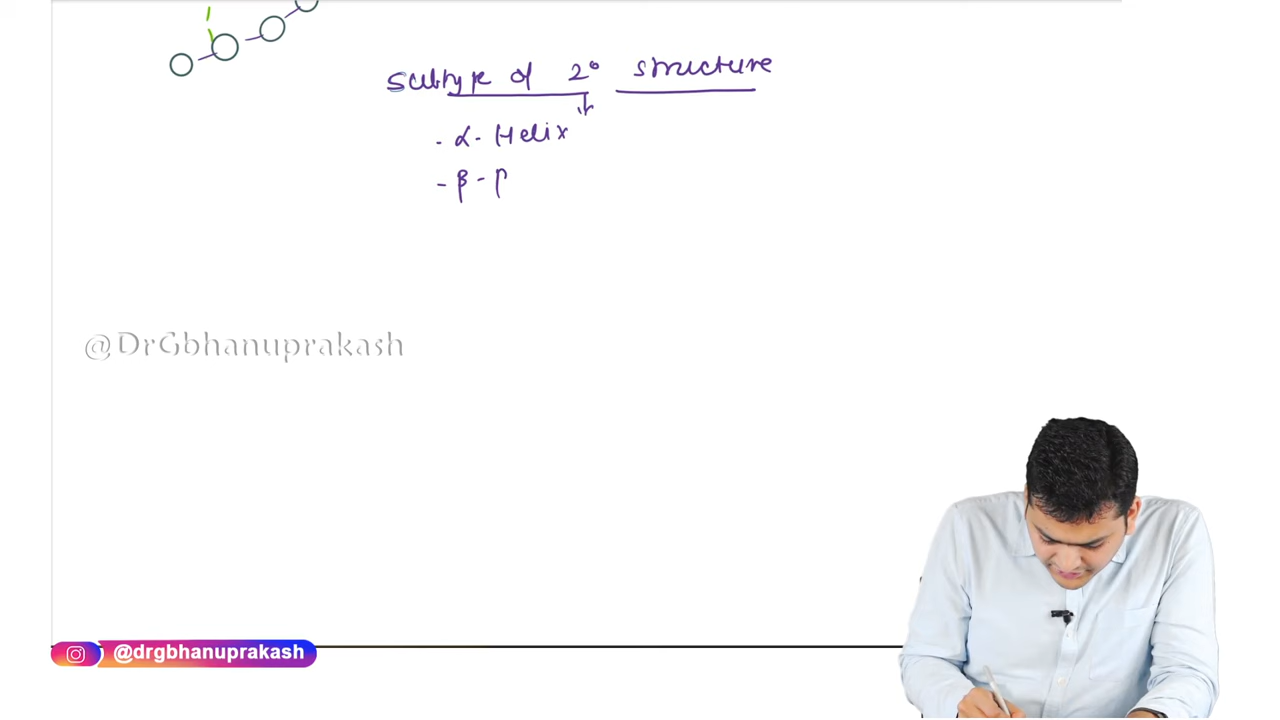 Subtype of 2° structure
- α - Helix
- β - P
@DrGbhanuprakash
@drgbhanuprakash